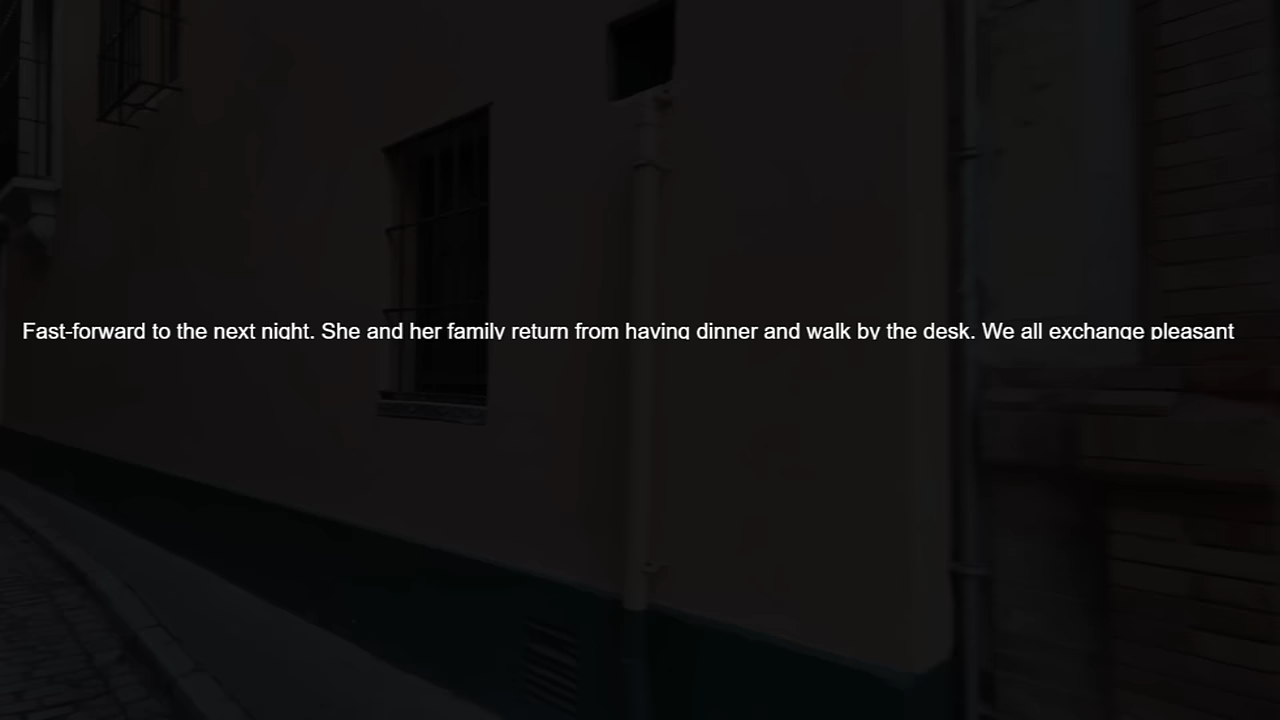 Fast-forward to the next night. She and her family return from having dinner and walk by the desk. We all exchange pleasant